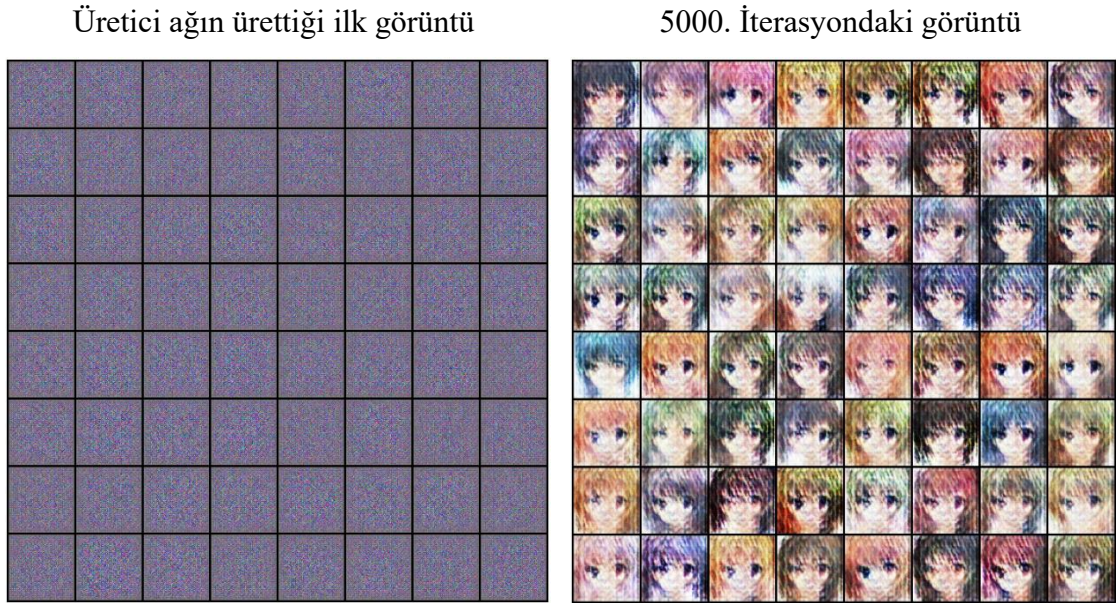 Üretici ağın ürettiği ilk görüntü
5000. İterasyondaki görüntü